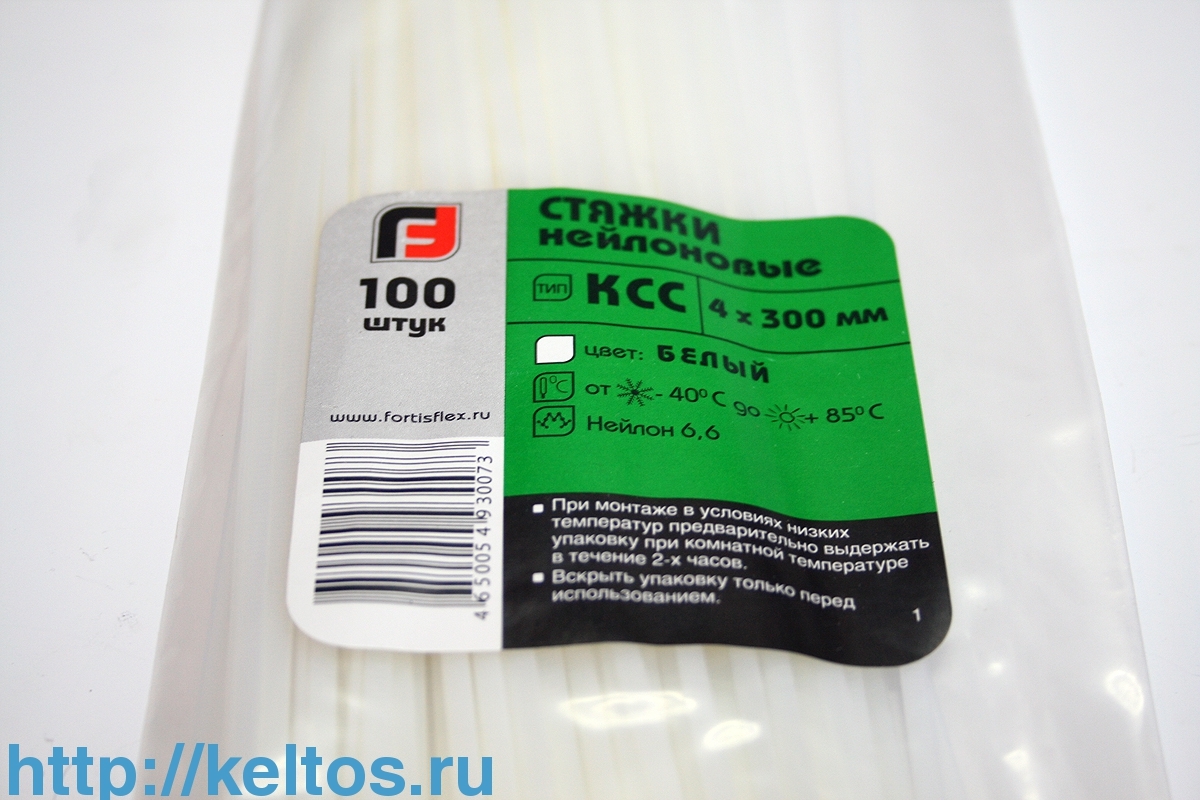 100
штук
www.fortisflex.ru
4 650054 930073
СТЯЖКИ
НЕЙЛОНОВЫЕ
ТИП КСС 4 х 300 мм
цвет: БЕЛЫЙ
°C от - 40°C до + 85°C
Нейлон 6,6
При монтаже в условиях низких
температур предварительно выдержать
упаковку при комнатной температуре
в течение 2-х часов.
Вскрыть упаковку только перед
использованием.
1
http://keltos.ru